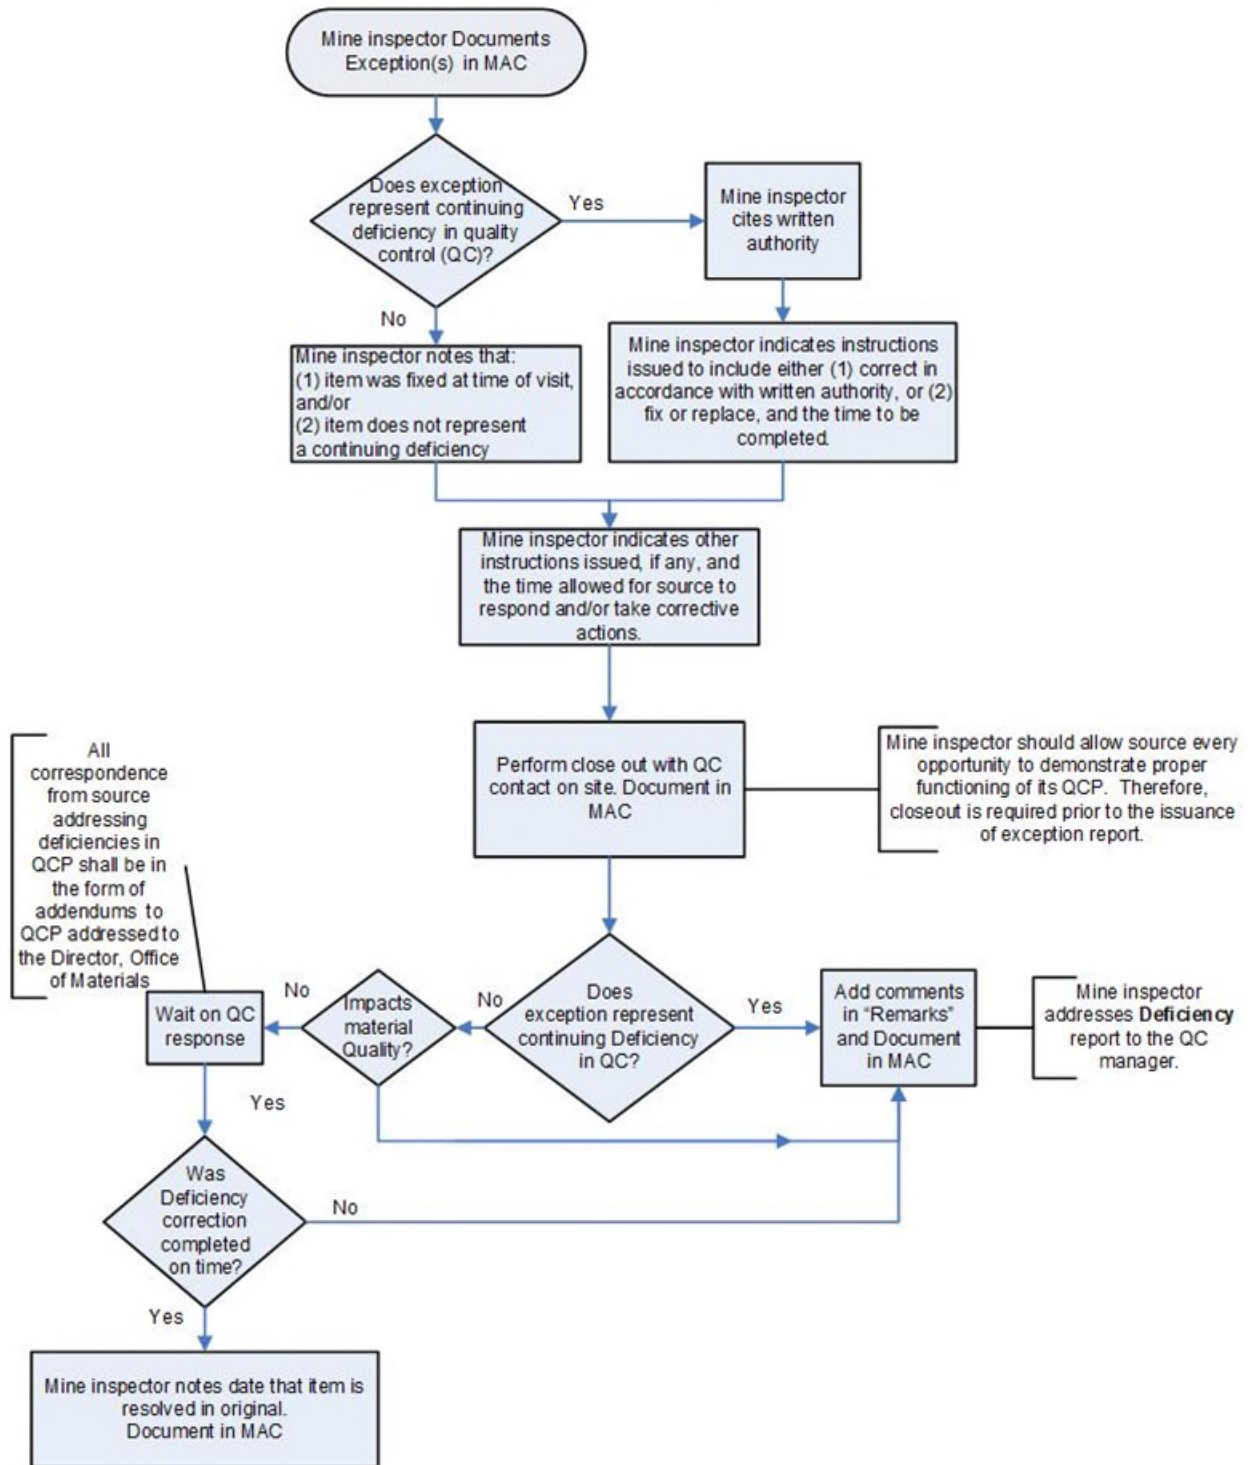 Mine inspector Documents
Exception(s) in MAC
Does exception
represent continuing
deficiency in quality
control (QC)?
Yes
Mine inspector
cites written
authority
No
Mine inspector notes that:
(1) item was fixed at time of visit,
and/or
(2) item does not represent
a continuing deficiency
Mine inspector indicates instructions
issued to include either (1) correct in
accordance with written authority, or (2)
fix or replace, and the time to be
completed.
Mine inspector indicates other
instructions issued, if any, and
the time allowed for source to
respond and/or take corrective
actions.
Perform close out with QC
contact on site. Document in
MAC
Mine inspector should allow source every
opportunity to demonstrate proper
functioning of its QCP. Therefore,
closeout is required prior to the issuance
of exception report.
All
correspondence
from source
addressing
deficiencies in
QCP shall be in
the form of
addendums to
QCP addressed to
the Director, Office
of Materials
Does
exception represent
continuing Deficiency
in QC?
No
Yes
Impacts
material
Quality?
No
Wait on QC
response
Add comments
in “Remarks”
and Document
in MAC
Mine inspector
addresses Deficiency
report to the QC
manager.
Yes
Was
Deficiency
correction
completed
on time?
No
Yes
Mine inspector notes date that item is
resolved in original.
Document in MAC